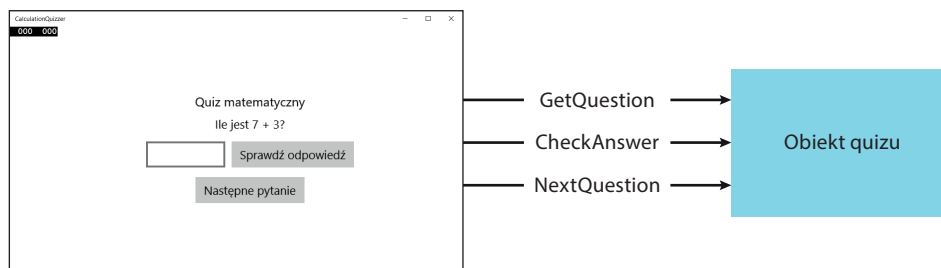 CalculationQuizzer
000 000
Quiz matematyczny
Ile jest 7 + 3?
Sprawdź odpowiedź
Następne pytanie
GetQuestion
CheckAnswer
NextQuestion
Obiekt quizu